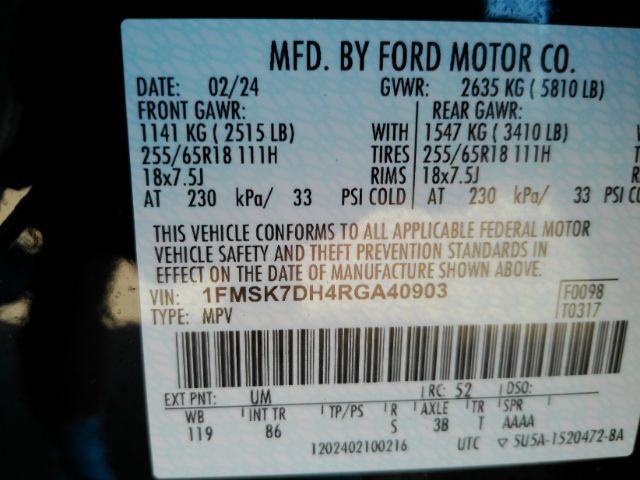 MFD. BY FORD MOTOR CO.
DATE: 02/24 GVWR: 2635 KG ( 5810 LB)
FRONT GAWR: REAR GAWR:
1141 KG ( 2515 LB) WITH 1547 KG ( 3410 LB)
255/65R18 111H TIRES 255/65R18 111H
18x7.5J RIMS 18x7.5J
AT 230 kPa/ 33 PSI COLD AT 230 kPa/ 33 PSI
THIS VEHICLE CONFORMS TO ALL APPLICABLE FEDERAL MOTOR
VEHICLE SAFETY AND THEFT PREVENTION STANDARDS IN
EFFECT ON THE DATE OF MANUFACTURE SHOWN ABOVE.
VIN: 1FMSK7DH4RGA40903 F0098
TYPE: MPV T0317
EXT PNT: UM RC: 52 DSO:
WB INT TR TP/PS R AXLE TR SPR
119 86 S 3B T AAAA
1202402100216 UTC ▽ 5U5A-1520472-BA